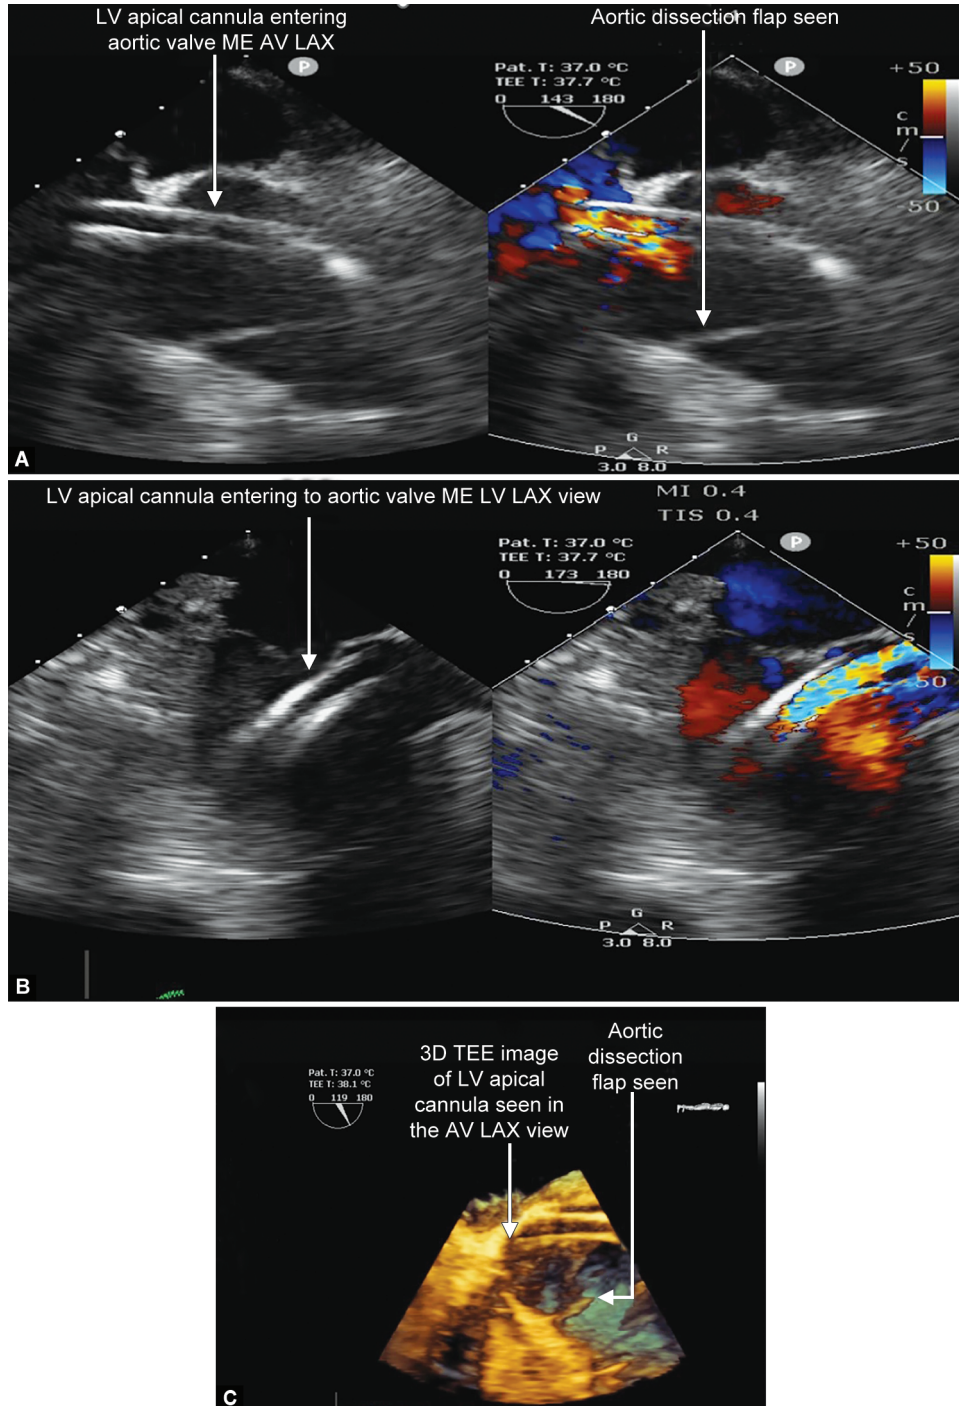 LV apical cannula entering
aortic valve ME AV LAX
Aortic dissection flap seen
P
Pat. T: 37.0 °C
TEE T: 37.7 °C
0 143 180
P
+50
c
m
/
s
-50
G
P R
3.0 8.0
A
LV apical cannula entering to aortic valve ME LV LAX view
MI 0.4
TIS 0.4
Pat. T: 37.0 °C
TEE T: 37.7 °C
0 173 180
P
+50
c
m
/
s
-50
G
P R
3.0 8.0
B
3D TEE image
of LV apical
cannula seen in
the AV LAX view
Aortic
dissection
flap seen
Pat. T: 37.0 °C
TEE T: 38.1 °C
0 119 180
C